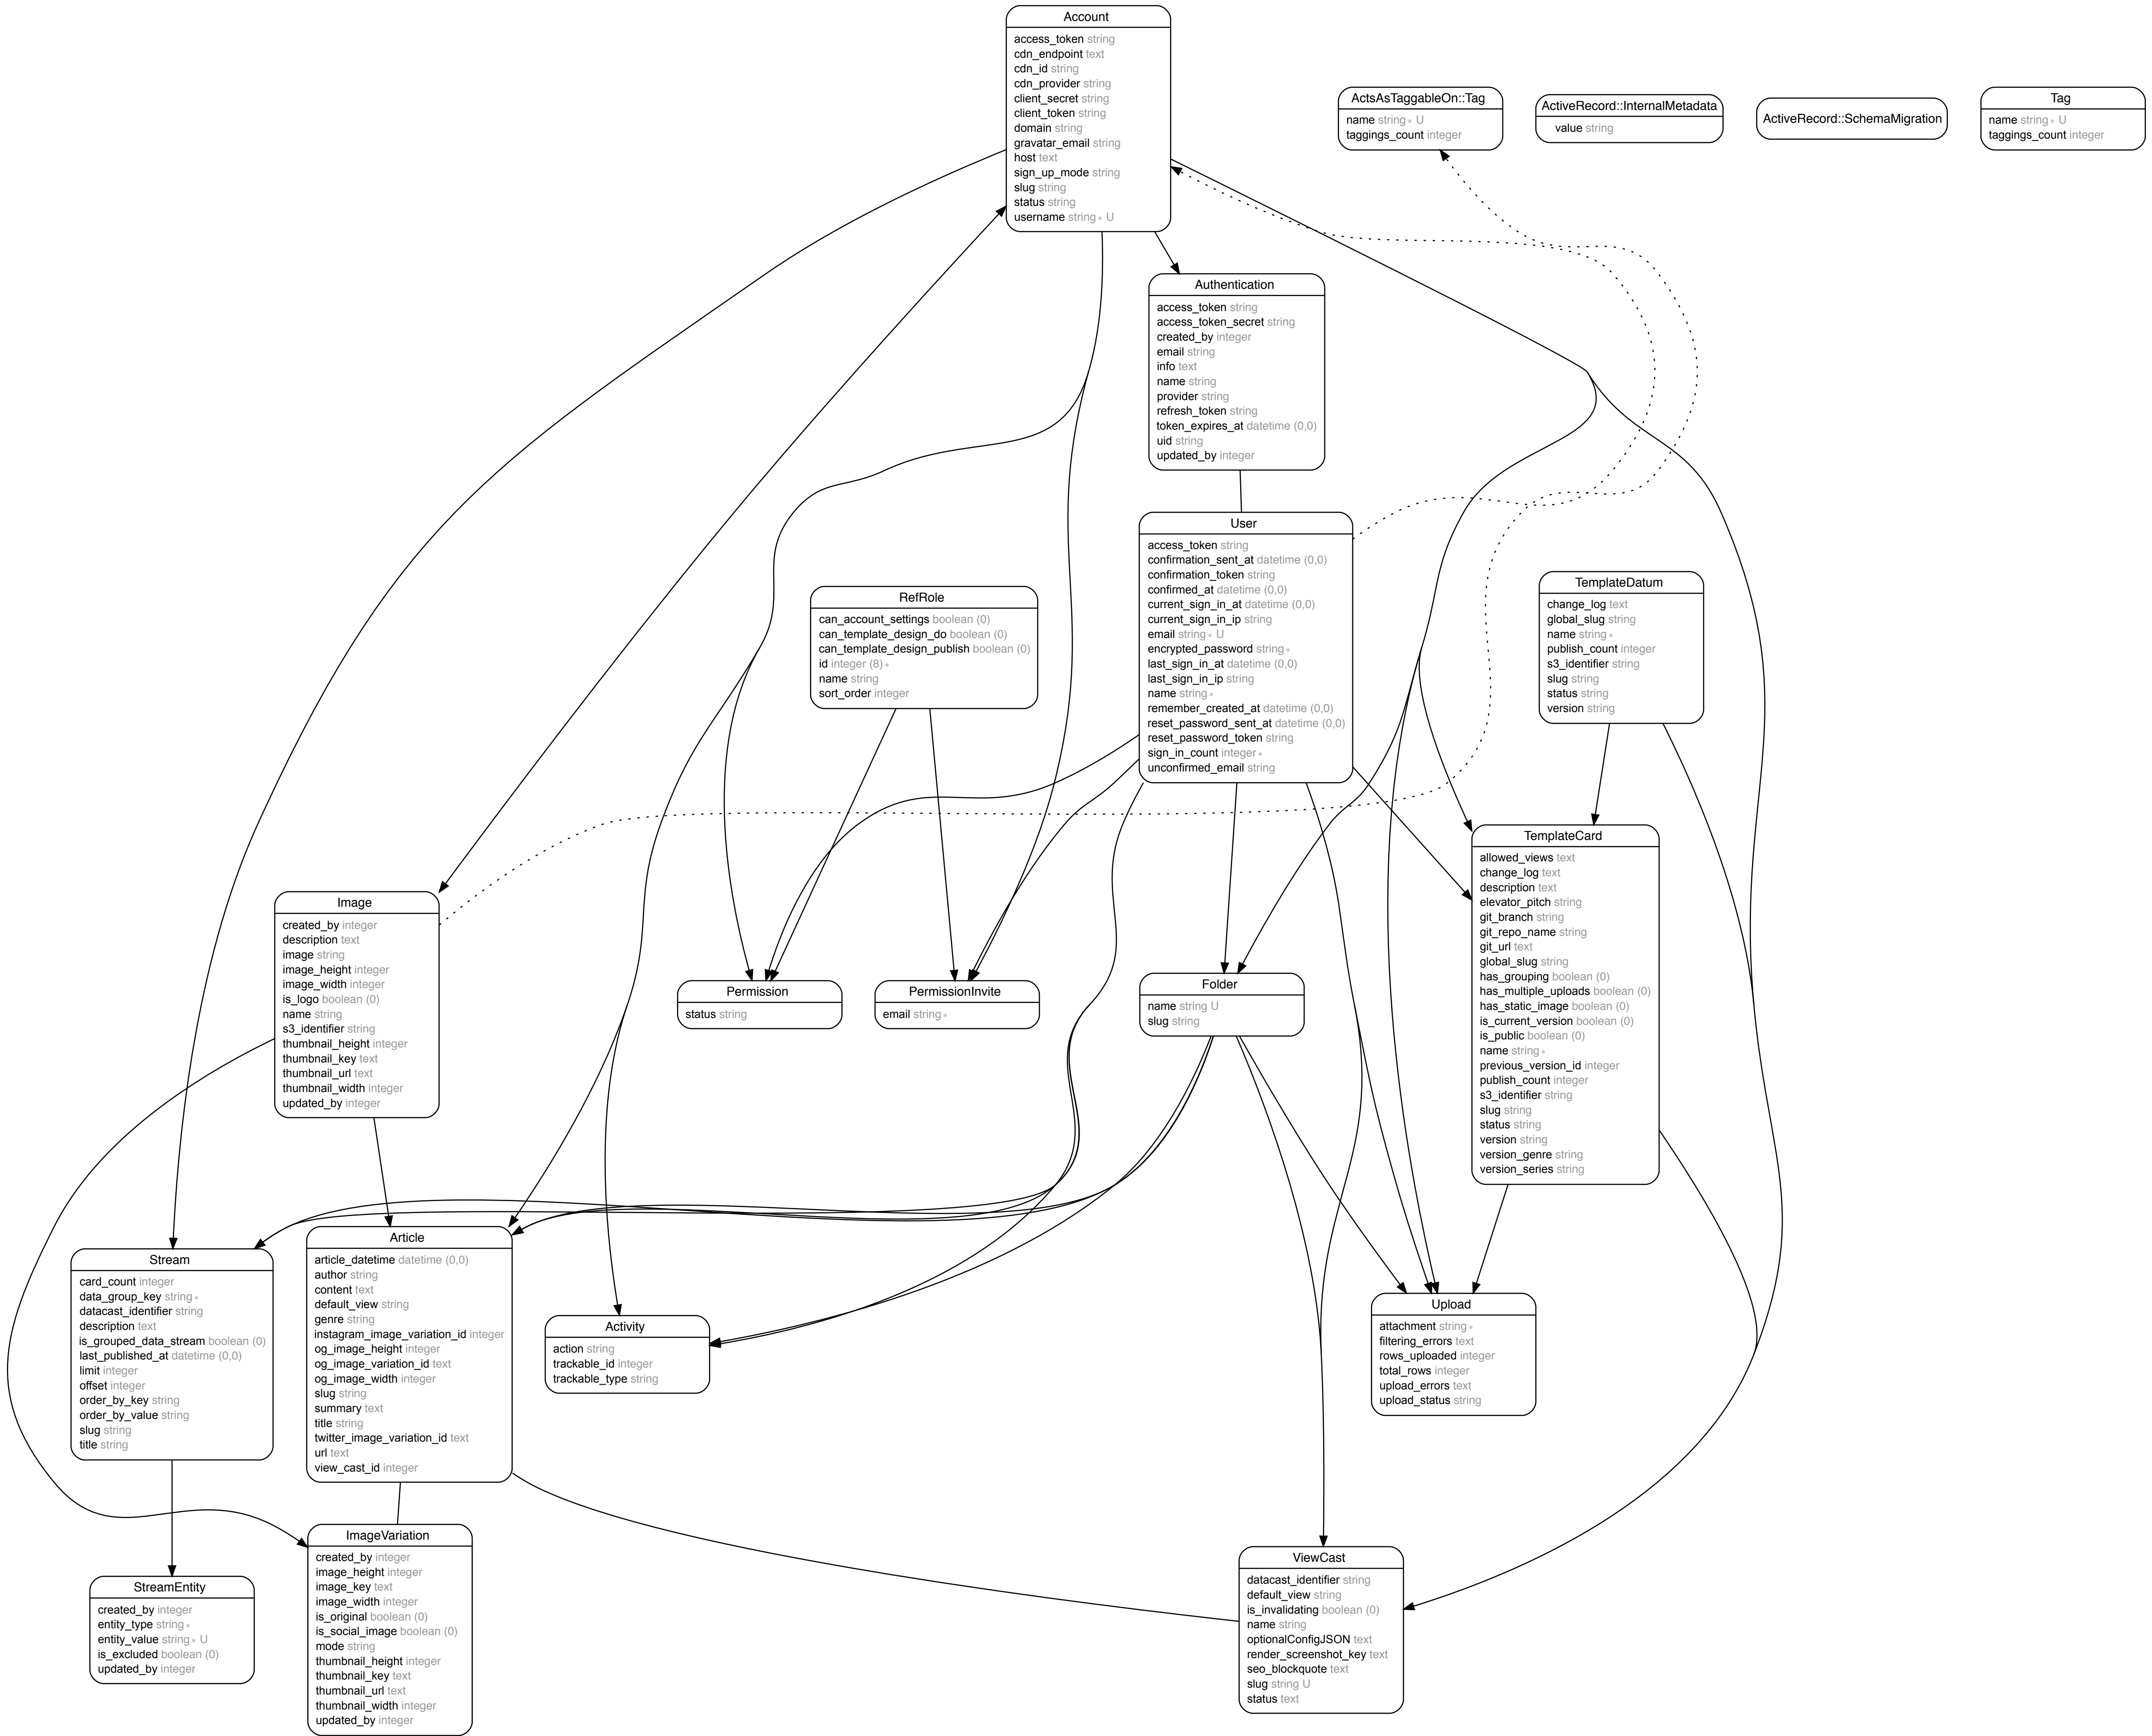 Account
access_token string
cdn_endpoint text
cdn_id string
cdn_provider string
client_secret string
client_token string
domain string
gravatar_email string
host text
sign_up_mode string
slug string
status string
username string∗ U
ActsAsTaggableOn::Tag
name string∗ U
taggings_count integer
ActiveRecord::InternalMetadata
value string
ActiveRecord::SchemaMigration
Tag
name string∗ U
taggings_count integer
Authentication
access_token string
access_token_secret string
created_by integer
email string
info text
name string
provider string
refresh_token string
token_expires_at datetime (0,0)
uid string
updated_by integer
User
access_token string
confirmation_sent_at datetime (0,0)
confirmation_token string
confirmed_at datetime (0,0)
current_sign_in_at datetime (0,0)
current_sign_in_ip string
email string∗ U
encrypted_password string∗
last_sign_in_at datetime (0,0)
last_sign_in_ip string
name string∗
remember_created_at datetime (0,0)
reset_password_sent_at datetime (0,0)
reset_password_token string
sign_in_count integer∗
unconfirmed_email string
RefRole
can_account_settings boolean (0)
can_template_design_do boolean (0)
can_template_design_publish boolean (0)
id integer (8)∗
name string
sort_order integer
TemplateDatum
change_log text
global_slug string
name string∗
publish_count integer
s3_identifier string
slug string
status string
version string
TemplateCard
allowed_views text
change_log text
description text
elevator_pitch string
git_branch string
git_repo_name string
git_url text
global_slug string
has_grouping boolean (0)
has_multiple_uploads boolean (0)
has_static_image boolean (0)
is_current_version boolean (0)
is_public boolean (0)
name string∗
previous_version_id integer
publish_count integer
s3_identifier string
slug string
status string
version string
version_genre string
version_series string
Image
created_by integer
description text
image string
image_height integer
image_width integer
is_logo boolean (0)
name string
s3_identifier string
thumbnail_height integer
thumbnail_key text
thumbnail_url text
thumbnail_width integer
updated_by integer
Permission
status string
PermissionInvite
email string∗
Folder
name string U
slug string
Stream
card_count integer
data_group_key string∗
datacast_identifier string
description text
is_grouped_data_stream boolean (0)
last_published_at datetime (0,0)
limit integer
offset integer
order_by_key string
order_by_value string
slug string
title string
Article
article_datetime datetime (0,0)
author string
content text
default_view string
genre string
instagram_image_variation_id integer
og_image_height integer
og_image_variation_id text
og_image_width integer
slug string
summary text
title string
twitter_image_variation_id text
url text
view_cast_id integer
Activity
action string
trackable_id integer
trackable_type string
Upload
attachment string∗
filtering_errors text
rows_uploaded integer
total_rows integer
upload_errors text
upload_status string
StreamEntity
created_by integer
entity_type string∗
entity_value string∗ U
is_excluded boolean (0)
updated_by integer
ImageVariation
created_by integer
image_height integer
image_key text
image_width integer
is_original boolean (0)
is_social_image boolean (0)
mode string
thumbnail_height integer
thumbnail_key text
thumbnail_url text
thumbnail_width integer
updated_by integer
ViewCast
datacast_identifier string
default_view string
is_invalidating boolean (0)
name string
optionalConfigJSON text
render_screenshot_key text
seo_blockquote text
slug string U
status text